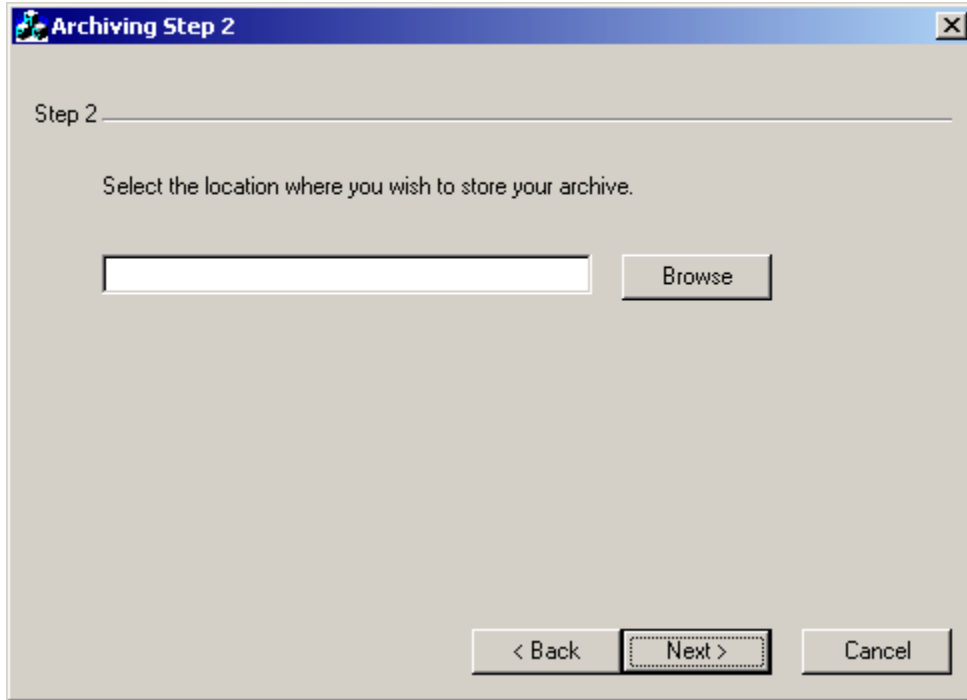 Archiving Step 2
Step 2
Select the location where you wish to store your archive.
Browse
< Back
Next >
Cancel